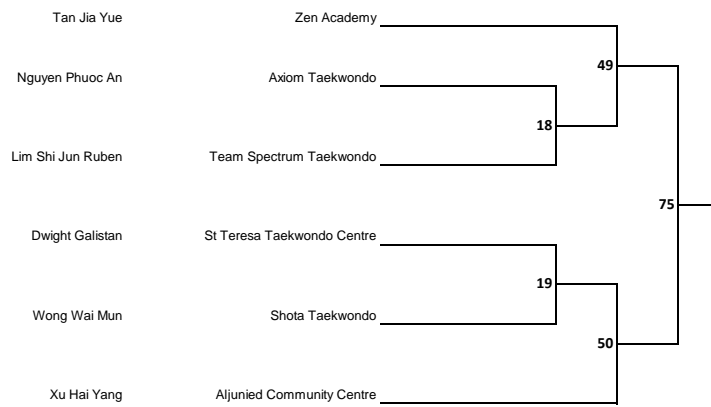 Tan Jia Yue Zen Academy
49
Nguyen Phuoc An Axiom Taekwondo
18
Lim Shi Jun Ruben Team Spectrum Taekwondo
75
Dwight Galistan St Teresa Taekwondo Centre
19
Wong Wai Mun Shota Taekwondo
50
Xu Hai Yang Aljunied Community Centre